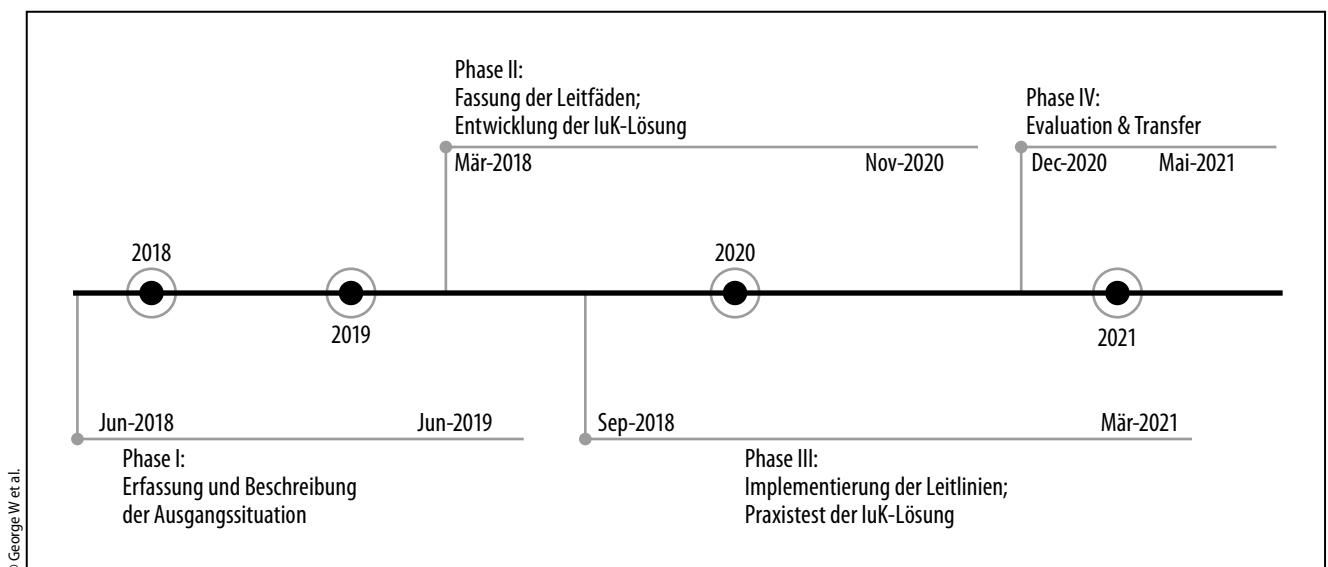 Phase II:
Fassung der Leitfäden;
Entwicklung der IuK-Lösung
Mär-2018 Nov-2020
Phase IV:
Evaluation & Transfer
Dec-2020 Mai-2021
2018
2019
2020
2021
Jun-2018 Jun-2019
Phase I:
Erfassung und Beschreibung
der Ausgangssituation
Sep-2018 Mär-2021
Phase III:
Implementierung der Leitlinien;
Praxistest der IuK-Lösung
© George W et al.